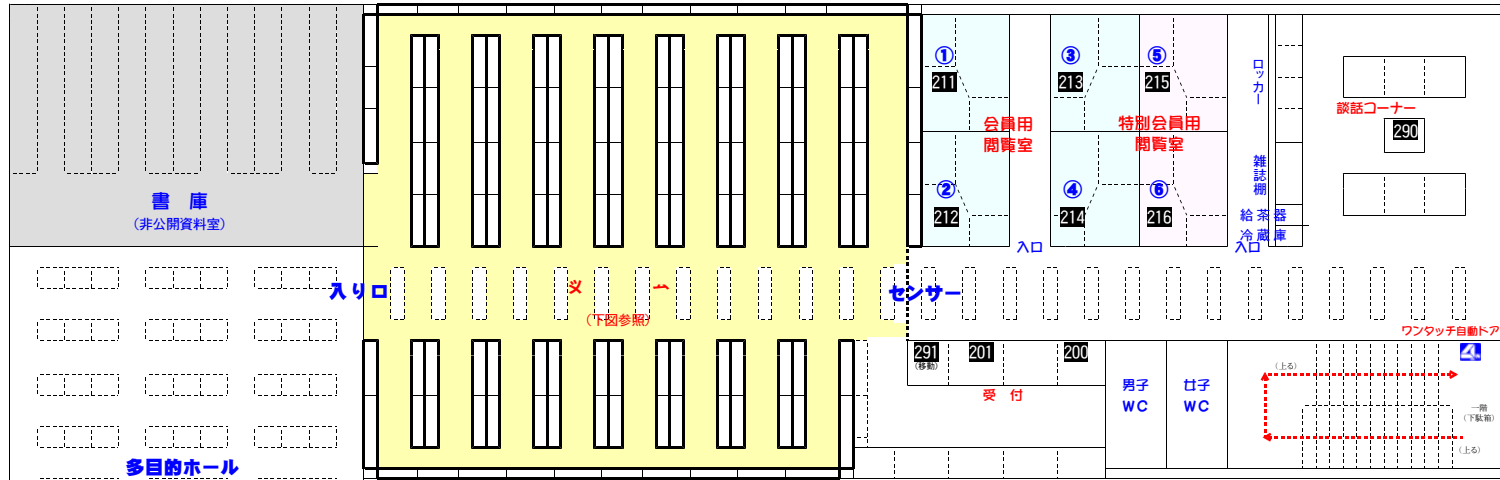 ①
211
③
213
⑤
215
ロッカー
談話コーナー
290
会員用
閲覧室
特別会員用
閲覧室
雑誌棚
書 庫
(非公開資料室)
②
212
④
214
⑥
216
給茶器
冷蔵庫
入口
入口
入り口
センサー
(下図参照)
ワンタッチ自動ドア
291
(移動)
201
200
受 付
男子
WC
女子
WC
(上る)
一階
(下駄箱)
(上る)
多目的ホール